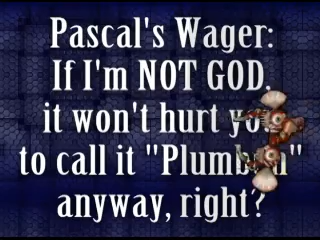 Pascal's Wager:
If I'm NOT GOD,
it won't hurt
to call it
anyway, right?